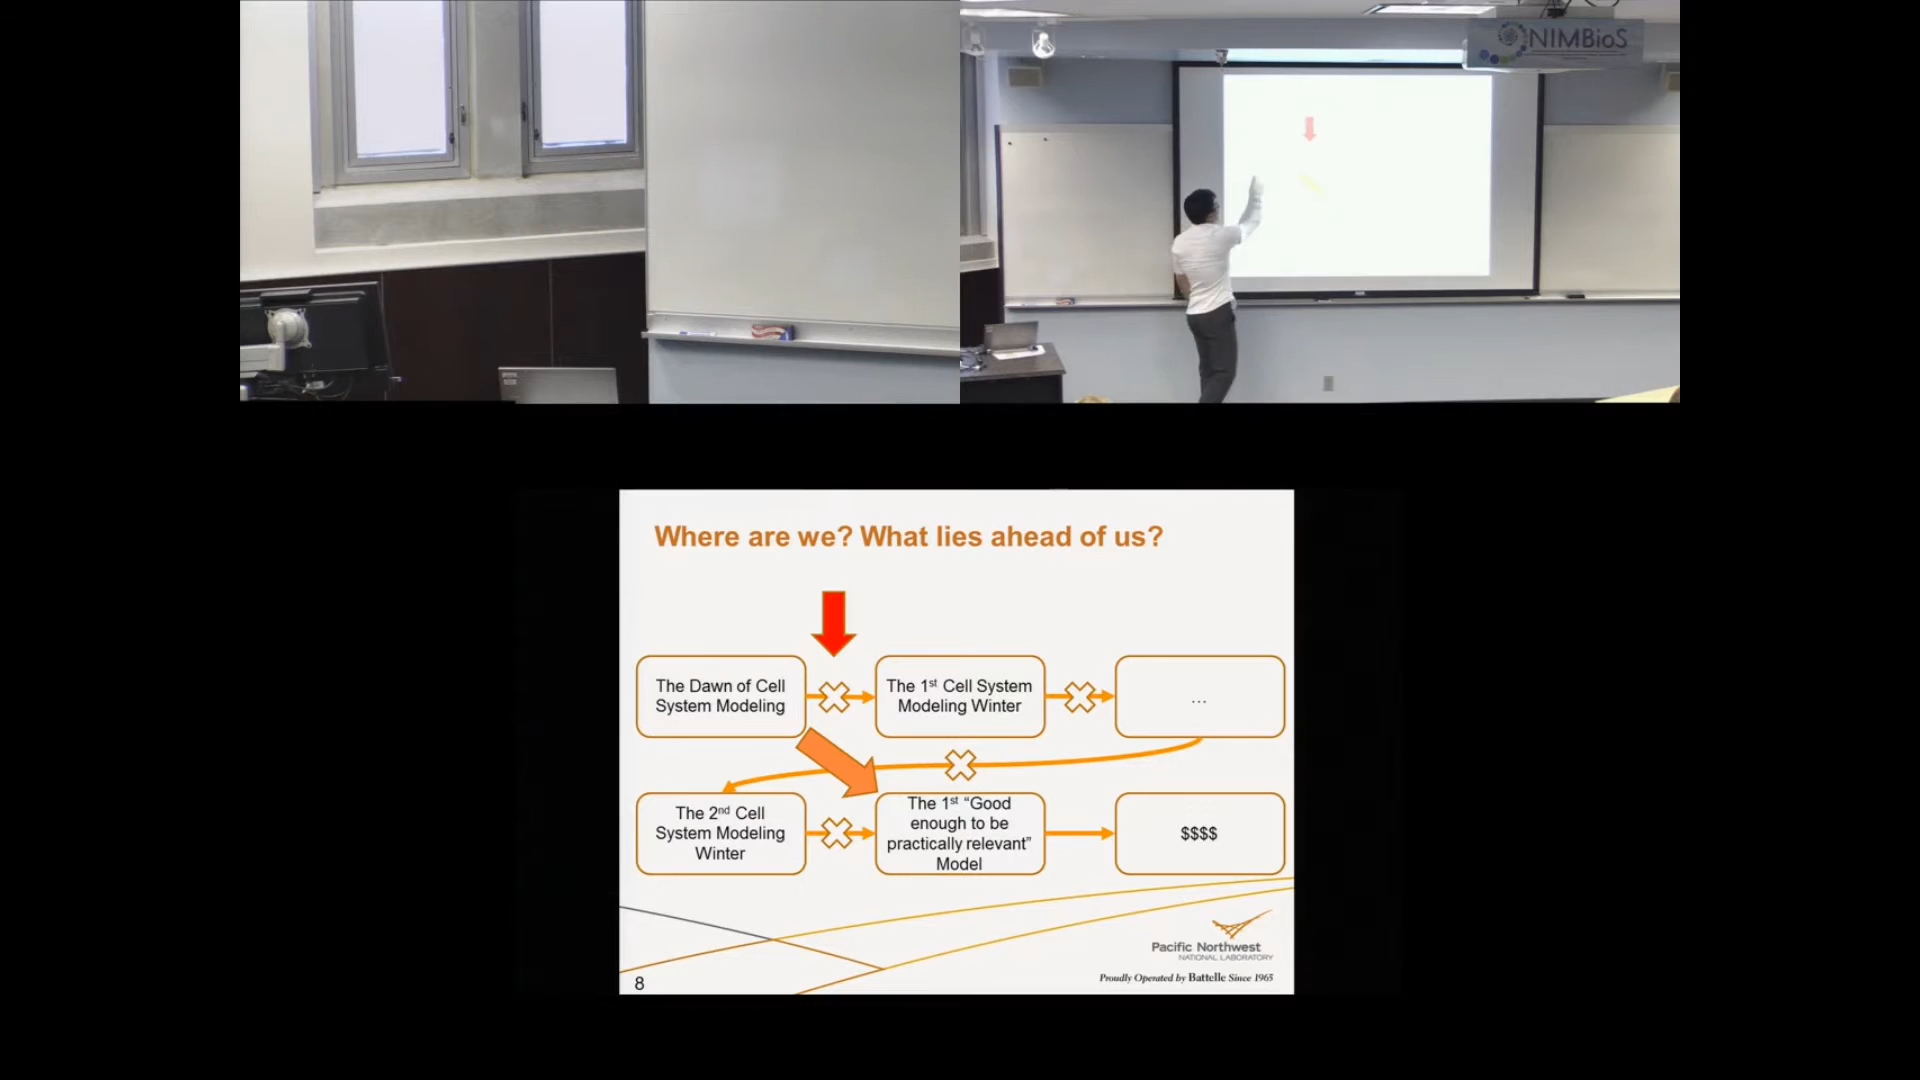 NIMBioS
Where are we? What lies ahead of us?
The Dawn of Cell
System Modeling
The 1st Cell System
Modeling Winter
...
The 2nd Cell
System Modeling
Winter
The 1st “Good
enough to be
practically relevant”
Model
$$$$
Pacific Northwest
NATIONAL LABORATORY
Proudly Operated by Battelle Since 1965
8